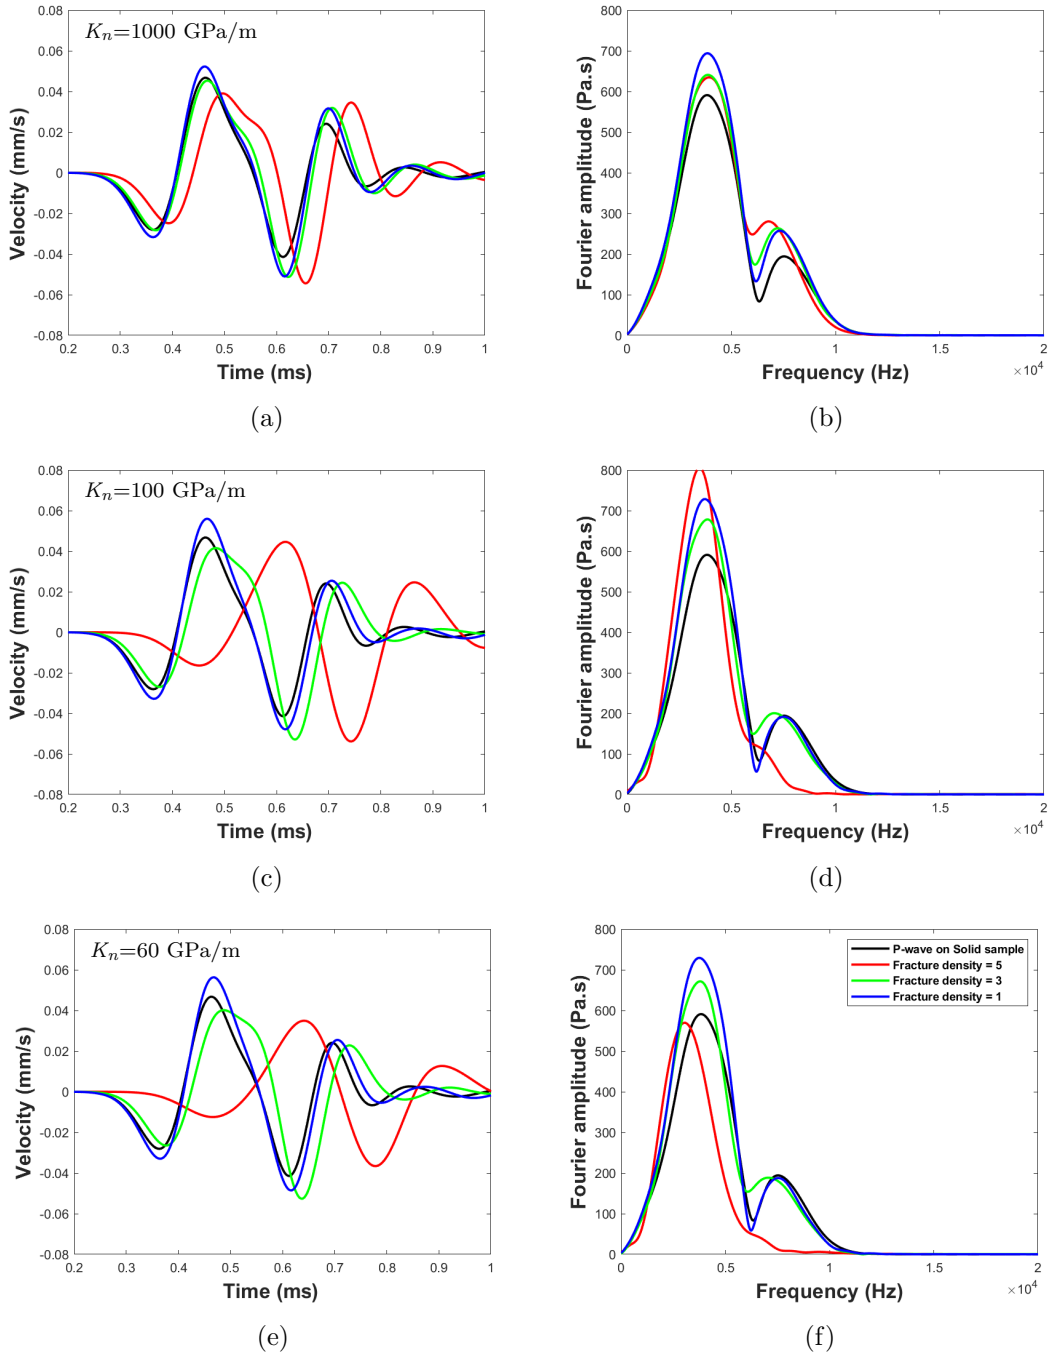 K_n=1000 GPa/m
0.08
0.06
0.04
0.02
0
-0.02
-0.04
-0.06
-0.08
0.2 0.3 0.4 0.5 0.6 0.7 0.8 0.9 1
Velocity (mm/s)
Time (ms)
(a)
800
700
600
500
400
300
200
100
0
0 0.5 1 1.5 2
×10^4
Fourier amplitude (Pa.s)
Frequency (Hz)
(b)
K_n=100 GPa/m
0.08
0.06
0.04
0.02
0
-0.02
-0.04
-0.06
-0.08
0.2 0.3 0.4 0.5 0.6 0.7 0.8 0.9 1
Velocity (mm/s)
Time (ms)
(c)
800
700
600
500
400
300
200
100
0
0 0.5 1 1.5 2
×10^4
Fourier amplitude (Pa.s)
Frequency (Hz)
(d)
K_n=60 GPa/m
0.08
0.06
0.04
0.02
0
-0.02
-0.04
-0.06
-0.08
0.2 0.3 0.4 0.5 0.6 0.7 0.8 0.9 1
Velocity (mm/s)
Time (ms)
(e)
P-wave on Solid sample
Fracture density = 5
Fracture density = 3
Fracture density = 1
800
700
600
500
400
300
200
100
0
0 0.5 1 1.5 2
×10^4
Fourier amplitude (Pa.s)
Frequency (Hz)
(f)